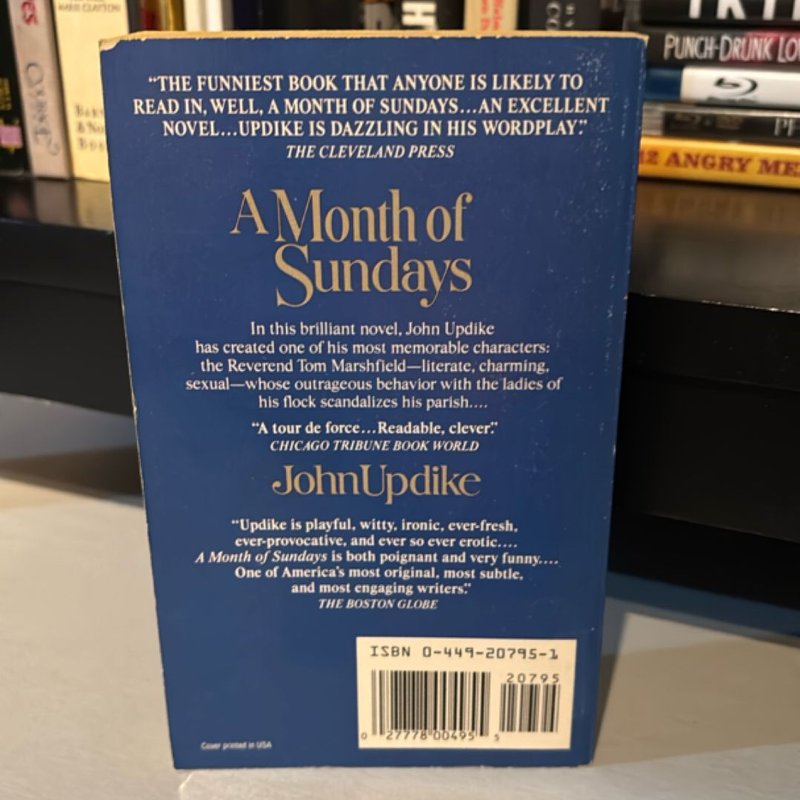 "THE FUNNIEST BOOK THAT ANYONE IS LIKELY TO
READ IN, WELL, A MONTH OF SUNDAYS...AN EXCELLENT
NOVEL...UPDIKE IS DAZZLING IN HIS WORDPLAY."
THE CLEVELAND PRESS
A Month of
Sundays
In this brilliant novel, John Updike
has created one of his most memorable characters:
the Reverend Tom Marshfield—literate, charming,
sexual—whose outrageous behavior with the ladies of
his flock scandalizes his parish....
"A tour de force...Readable, clever."
CHICAGO TRIBUNE BOOK WORLD
John Updike
"Updike is playful, witty, ironic, ever-fresh,
ever-provocative, and ever so ever erotic....
A Month of Sundays is both poignant and very funny....
One of America's most original, most subtle,
and most engaging writers."
THE BOSTON GLOBE
ISBN 0-449-20795-1
20795
0 27778 00495 5
Cover printed in USA
PUNCH-DRUNK LO
12 ANGRY ME